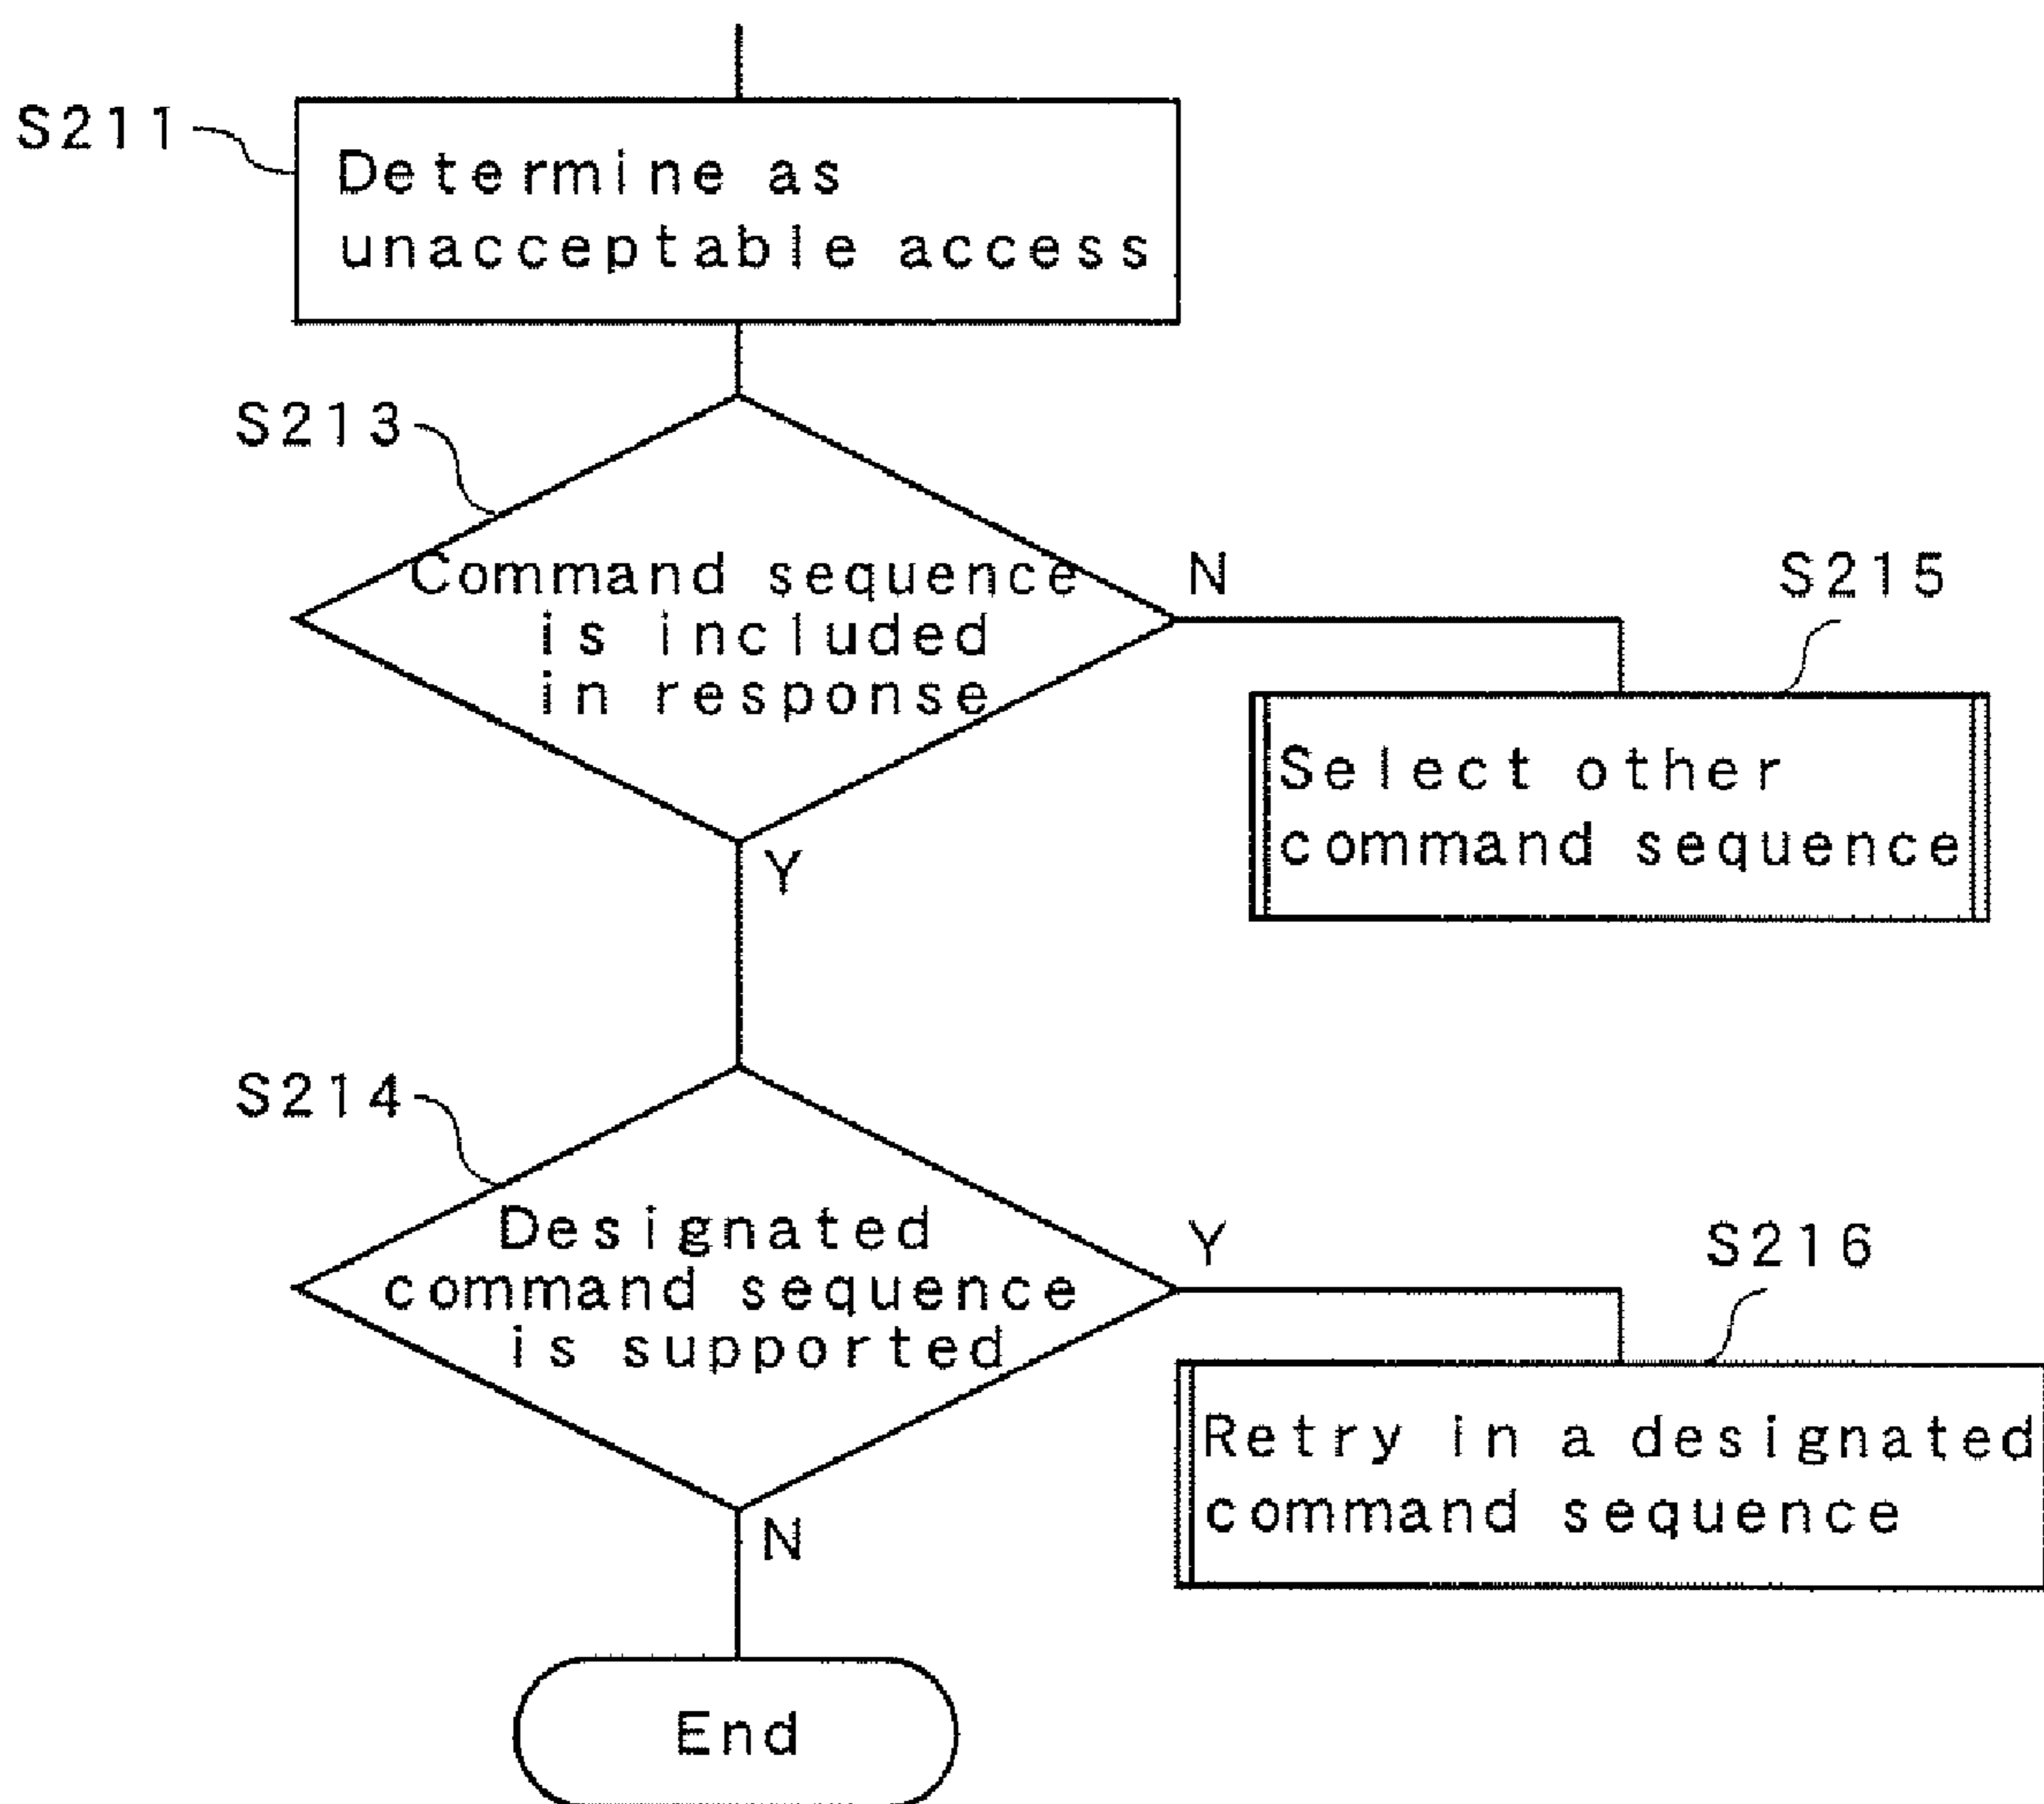 S211
Determine as
unacceptable access
S213
Command sequence
is included
in response
N
S215
Select other
command sequence
Y
S214
Designated
command sequence
is supported
Y
S216
Retry in a designated
command sequence
N
End